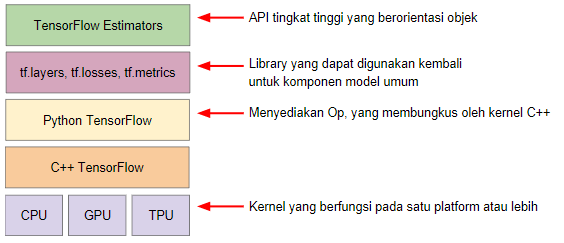 TensorFlow Estimators
API tingkat tinggi yang berorientasi objek
tf.layers, tf.losses, tf.metrics
Library yang dapat digunakan kembali
untuk komponen model umum
Python TensorFlow
Menyediakan Op, yang membungkus oleh kernel C++
C++ TensorFlow
CPU GPU TPU
Kernel yang berfungsi pada satu platform atau lebih